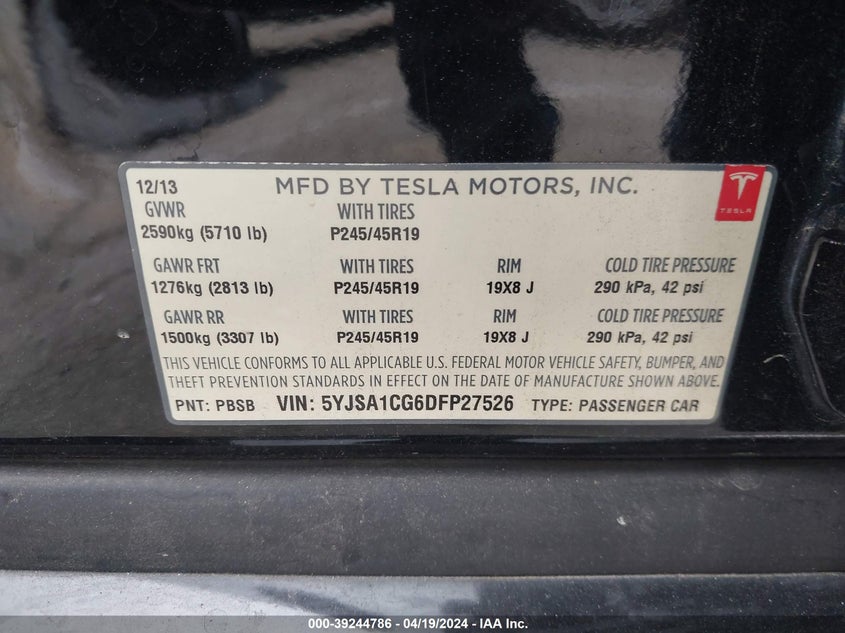 12/13 MFD BY TESLA MOTORS, INC.
TESLA
GVWR WITH TIRES
2590kg (5710 lb) P245/45R19
GAWR FRT WITH TIRES RIM COLD TIRE PRESSURE
1276kg (2813 lb) P245/45R19 19X8 J 290 kPa, 42 psi
GAWR RR WITH TIRES RIM COLD TIRE PRESSURE
1500kg (3307 lb) P245/45R19 19X8 J 290 kPa, 42 psi
THIS VEHICLE CONFORMS TO ALL APPLICABLE U.S. FEDERAL MOTOR VEHICLE SAFETY, BUMPER, AND
THEFT PREVENTION STANDARDS IN EFFECT ON THE DATE OF MANUFACTURE SHOWN ABOVE.
PNT: PBSB VIN: 5YJSA1CG6DFP27526 TYPE: PASSENGER CAR
000-39244786 - 04/19/2024 - IAA Inc.